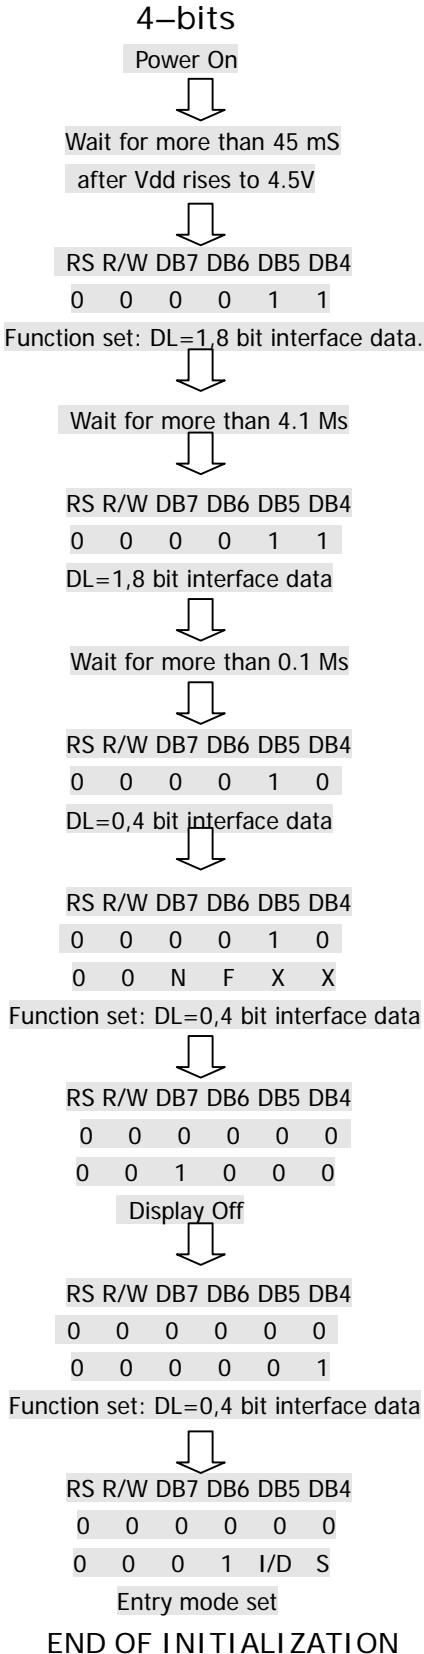 4–bits
Power On
Wait for more than 45 mS
after Vdd rises to 4.5V
RS R/W DB7 DB6 DB5 DB4
0 0 0 0 1 1
Function set: DL=1,8 bit interface data.
Wait for more than 4.1 Ms
RS R/W DB7 DB6 DB5 DB4
0 0 0 0 1 1
DL=1,8 bit interface data
Wait for more than 0.1 Ms
RS R/W DB7 DB6 DB5 DB4
0 0 0 0 1 0
DL=0,4 bit interface data
RS R/W DB7 DB6 DB5 DB4
0 0 0 0 1 0
0 0 N F X X
Function set: DL=0,4 bit interface data
RS R/W DB7 DB6 DB5 DB4
0 0 0 0 0 0
0 0 1 0 0 0
Display Off
RS R/W DB7 DB6 DB5 DB4
0 0 0 0 0 0
0 0 0 0 0 1
Function set: DL=0,4 bit interface data
RS R/W DB7 DB6 DB5 DB4
0 0 0 0 0 0
0 0 0 1 I/D S
Entry mode set
END OF INITIALIZATION